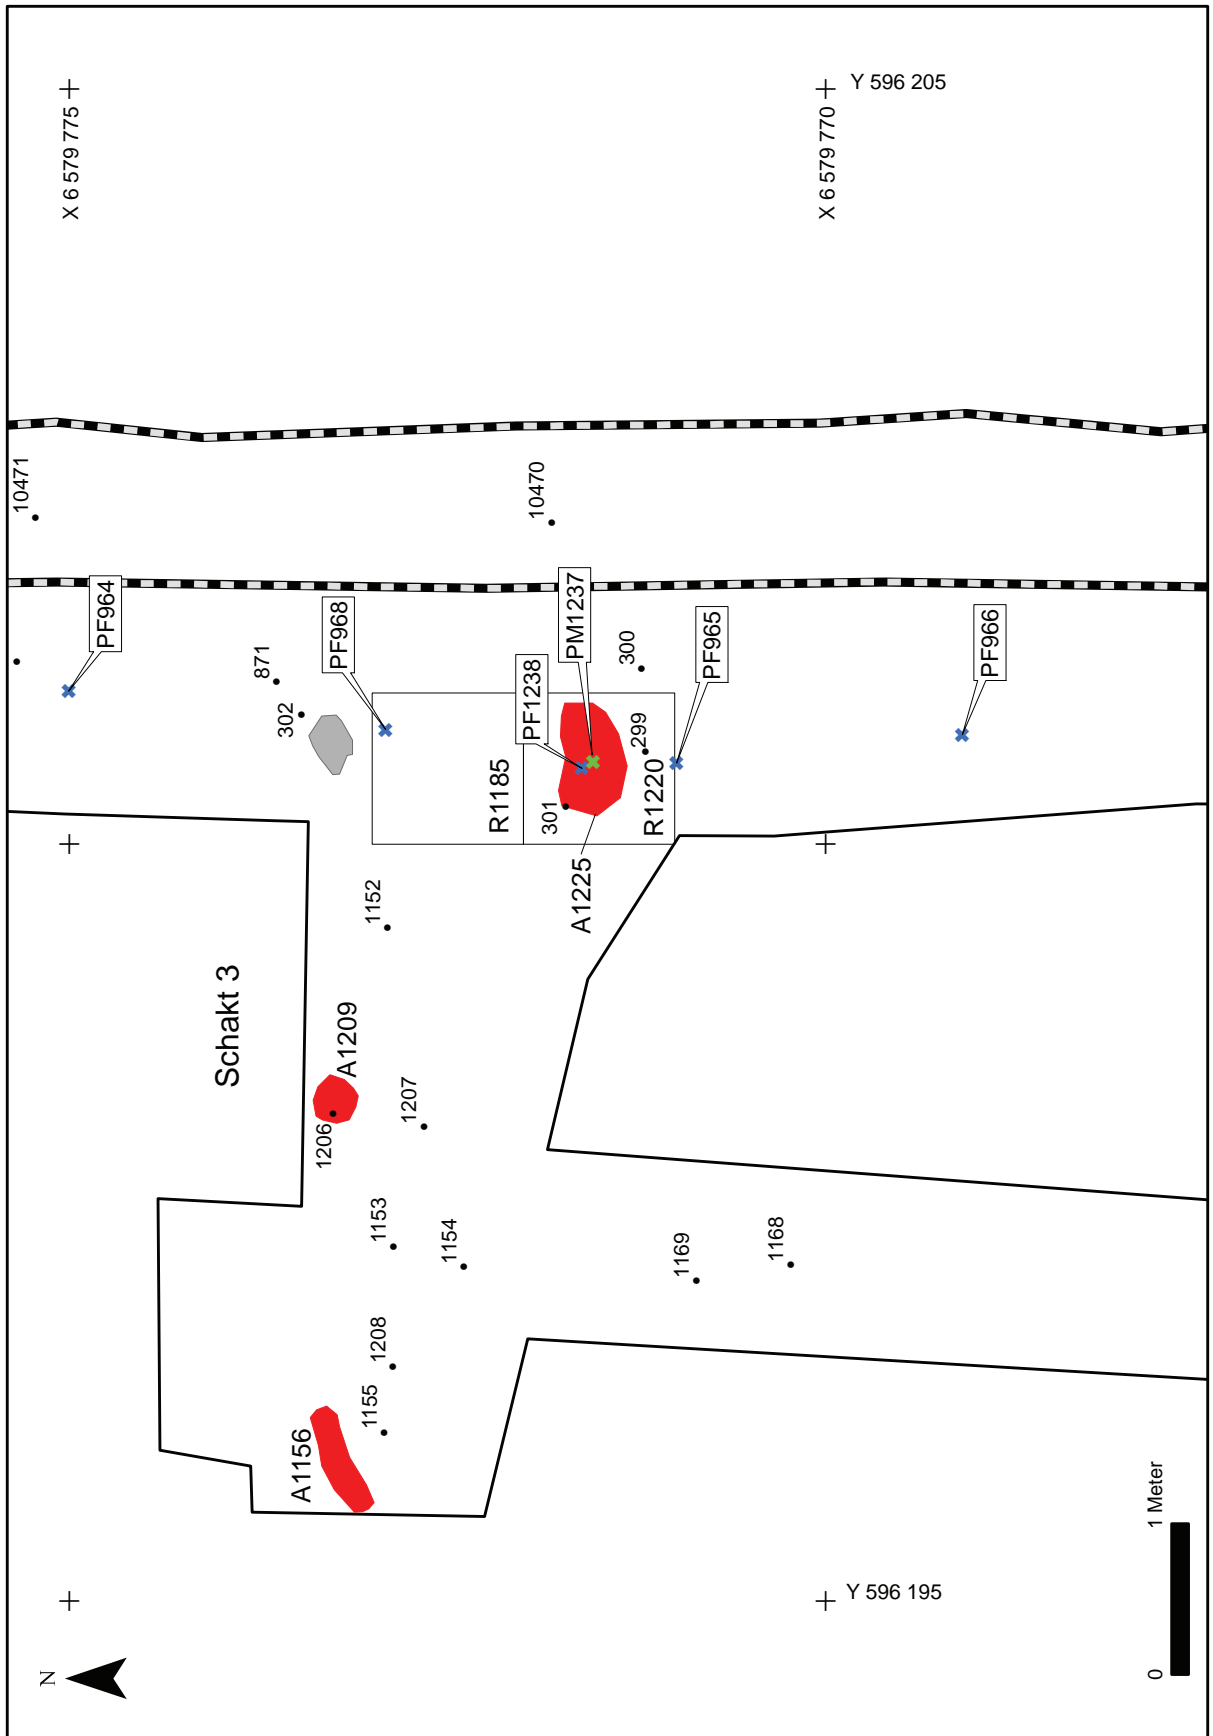 N
X 6 579 775
X 6 579 770
Y 596 205
Y 596 195
10471
10470
PF964
PF968
871
302
PF1238
PM1237
300
PF965
PF966
299
R1185
R1220
301
A1225
1152
Schakt 3
A1209
1206
1207
1153
1154
1169
1168
1208
1155
A1156
0
1 Meter